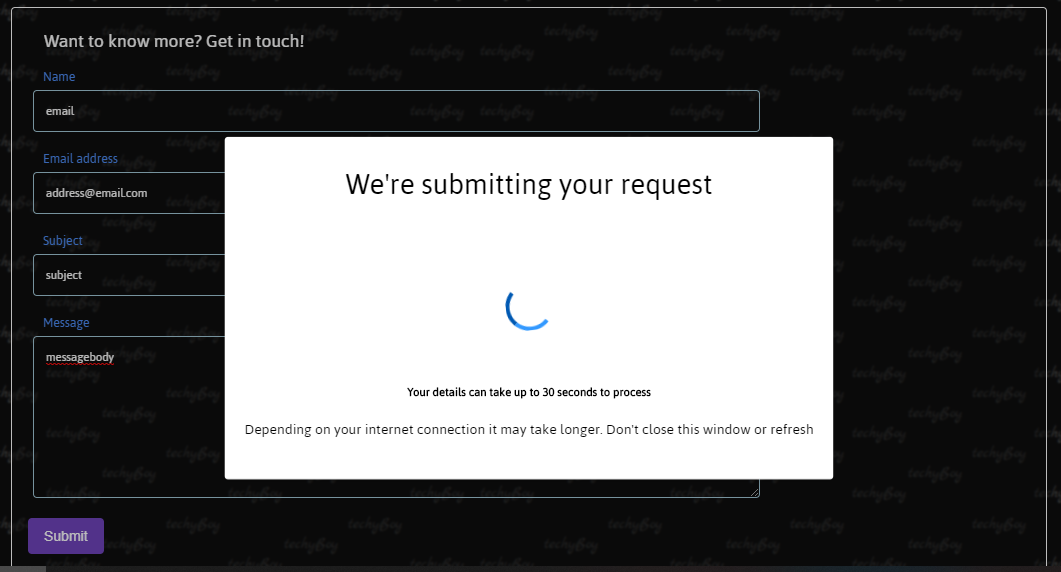 Want to know more? Get in touch!
Name
email
Email address
address@email.com
Subject
subject
Message
messagebody
Submit
We're submitting your request
Your details can take up to 30 seconds to process
Depending on your internet connection it may take longer. Don't close this window or refresh
techyBoy